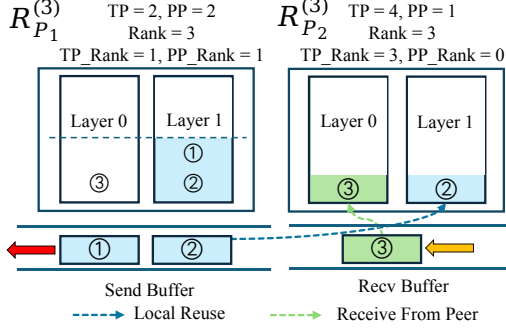 R_{P_1}^{(3)}
TP = 2, PP = 2
Rank = 3
TP_Rank = 1, PP_Rank = 1
Layer 0
Layer 1
①
③
②
①
②
Send Buffer
R_{P_2}^{(3)}
TP = 4, PP = 1
Rank = 3
TP_Rank = 3, PP_Rank = 0
Layer 0
Layer 1
③
②
③
Recv Buffer
Local Reuse
Receive From Peer